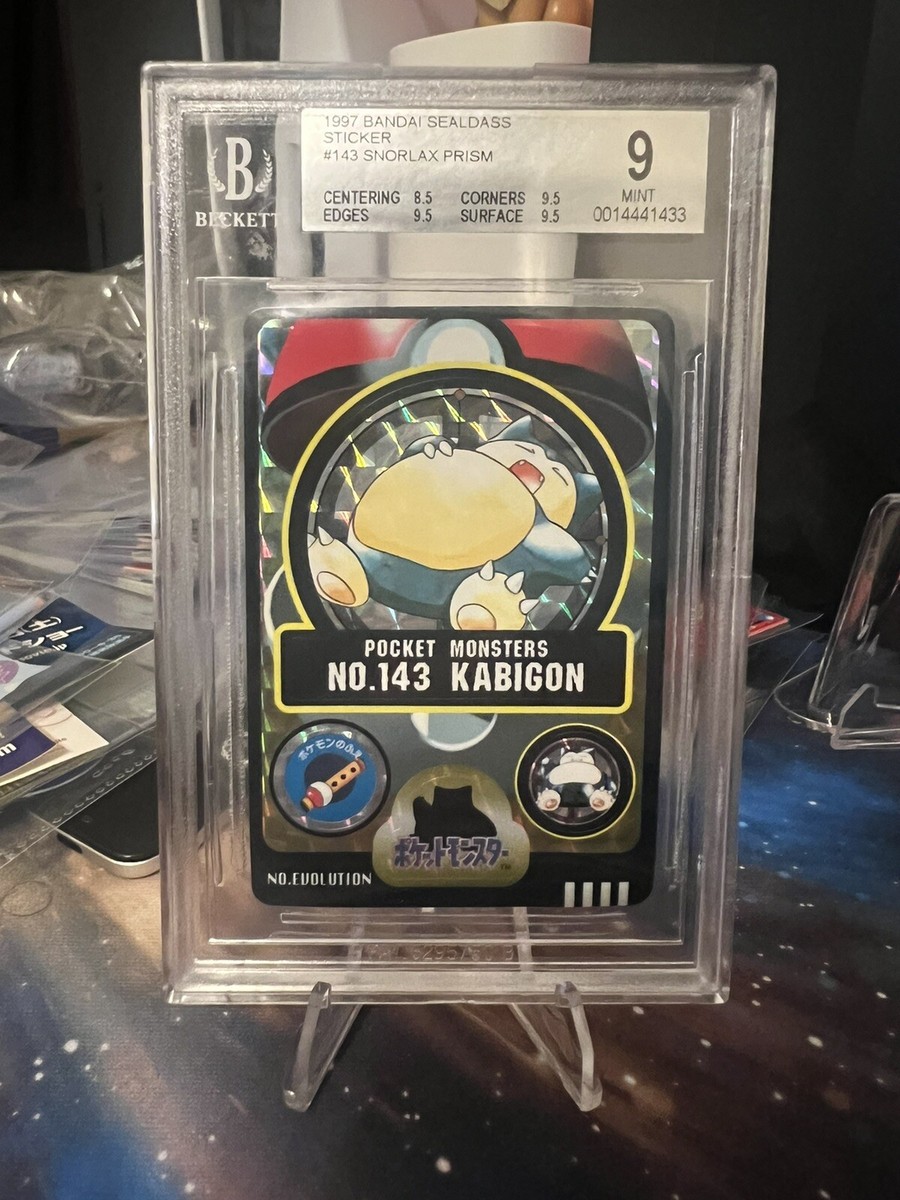 BECKETT
1997 BANDAI SEALDASS
STICKER
#143 SNORLAX PRISM
CENTERING 8.5 CORNERS 9.5
EDGES 9.5 SURFACE 9.5
9
MINT
0014441433
POCKET MONSTERS
NO.143 KABIGON
ポケモンのふえ
ポケットモンスター
TM
NO.EVOLUTION